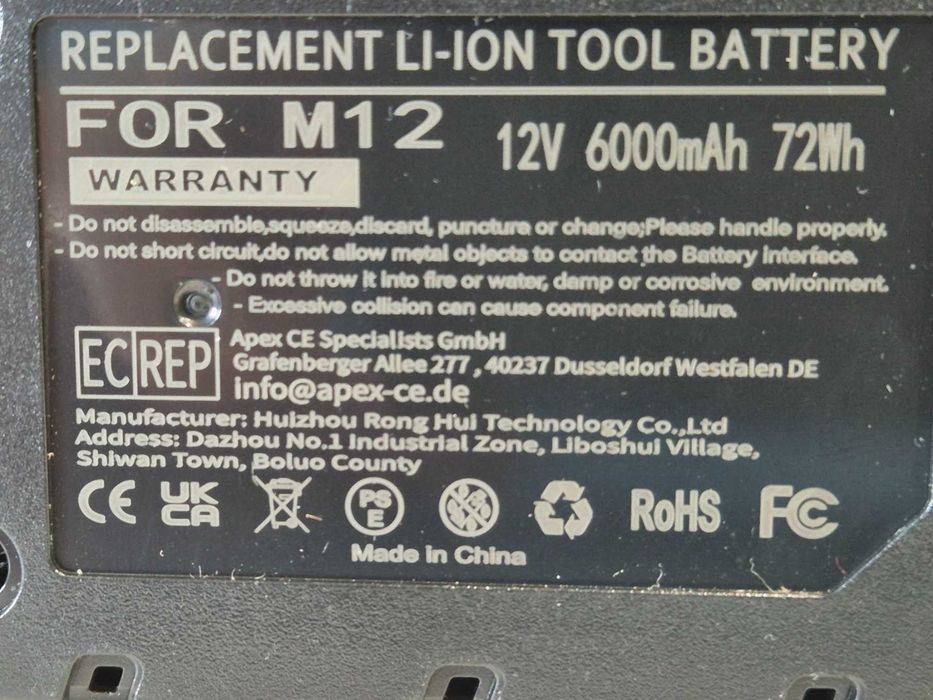 REPLACEMENT LI-ION TOOL BATTERY
FOR M12 12V 6000mAh 72Wh
WARRANTY
- Do not disassemble,squeeze,discard, puncture or change;Please handle properly.
- Do not short circuit,do not allow metal objects to contact the Battery interface.
- Do not throw it into fire or water, damp or corrosive environment.
- Excessive collision can cause component failure.
EC REP
Apex CE Specialists GmbH
Grafenberger Allee 277 , 40237 Dusseldorf Westfalen DE
info@apex-ce.de
Manufacturer: Huizhou Rong Hui Technology Co.,Ltd
Address: Dazhou No.1 Industrial Zone, Liboshui Village,
Shiwan Town, Boluo County
CE UKCA PSE RoHS FC
Made in China